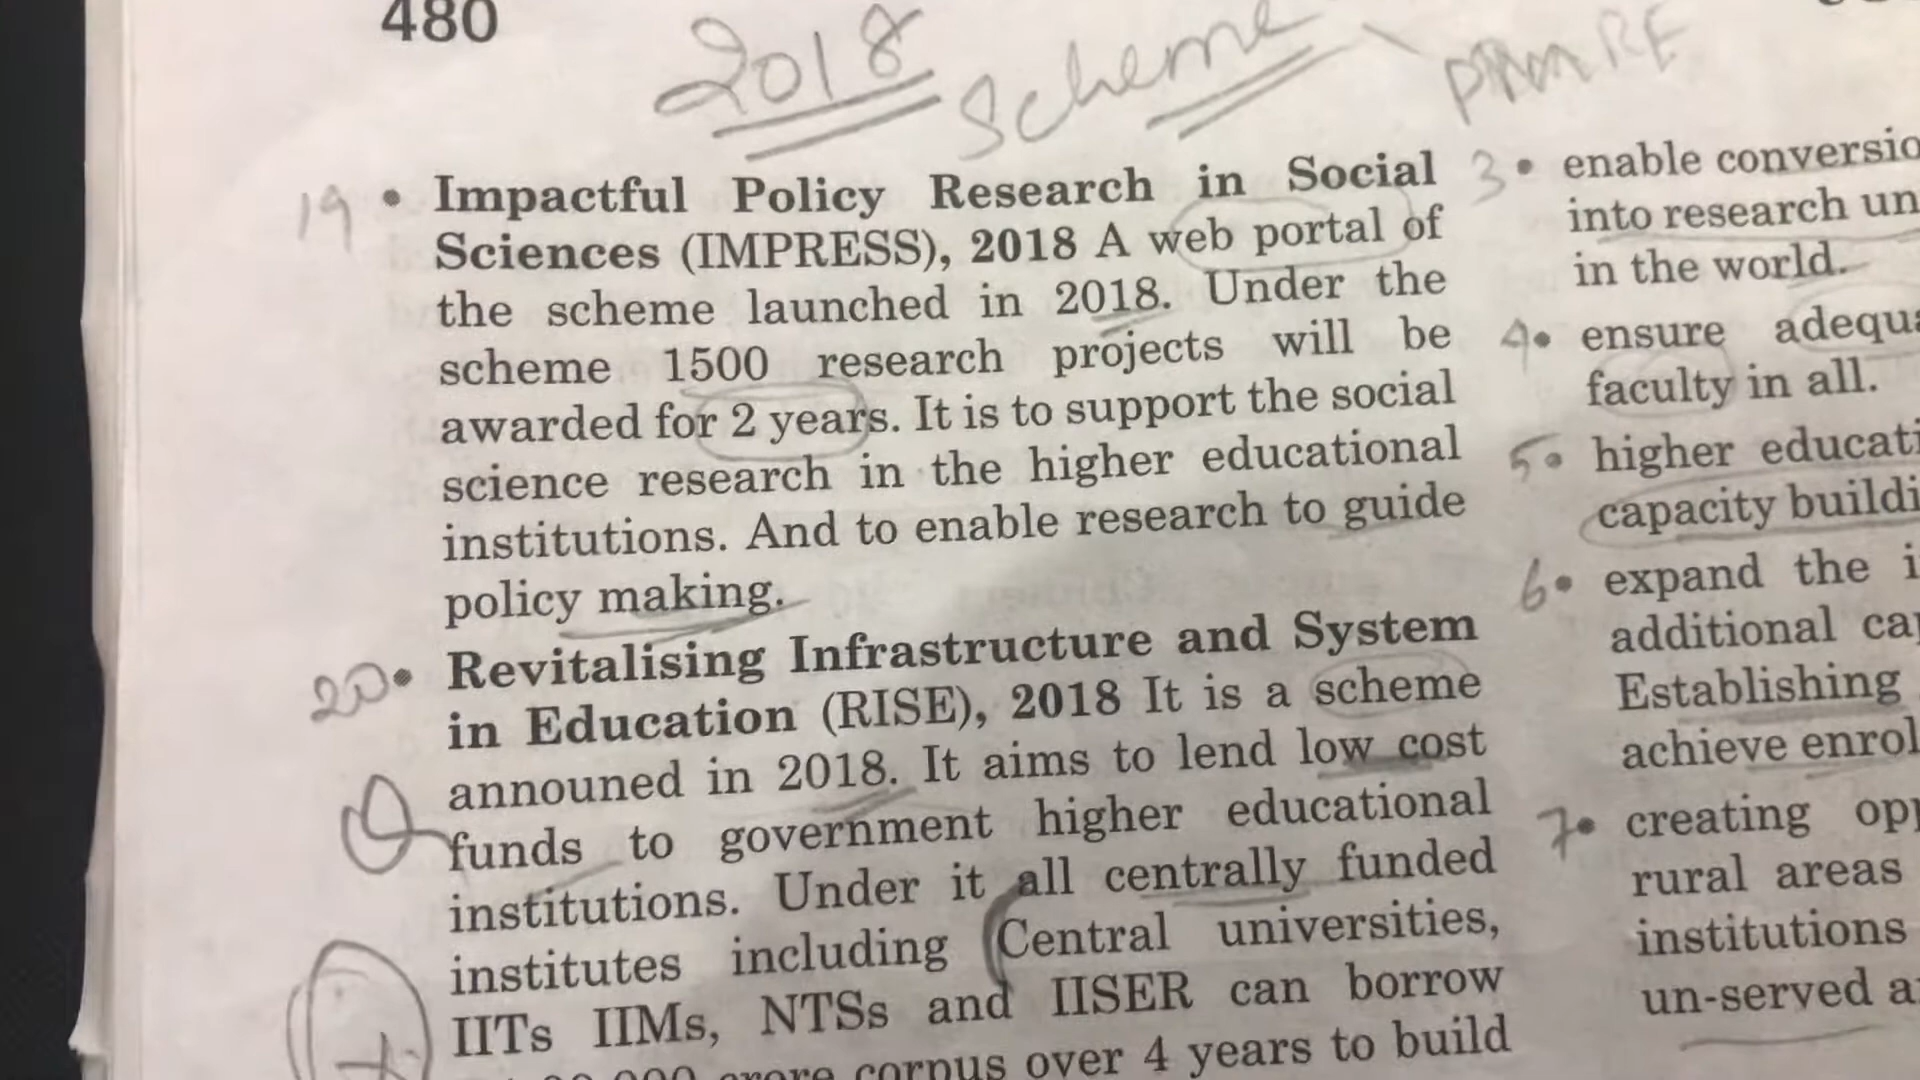 480
2018 Scheme
19 • Impactful Policy Research in Social
Sciences (IMPRESS), 2018 A web portal of
the scheme launched in 2018. Under the
scheme 1500 research projects will be
awarded for 2 years. It is to support the social
science research in the higher educational
institutions. And to enable research to guide
policy making.
20 • Revitalising Infrastructure and System
in Education (RISE), 2018 It is a scheme
announed in 2018. It aims to lend low cost
funds to government higher educational
institutions. Under it all centrally funded
institutes including Central universities,
IITs IIMs, NTSs and IISER can borrow
000 crore corpus over 4 years to build
3 • enable conversio
into research un
in the world.
4 • ensure adequa
faculty in all.
5 • higher educati
capacity buildi
6 • expand the i
additional cap
Establishing
achieve enrol
7 • creating opp
rural areas
institutions
un-served a